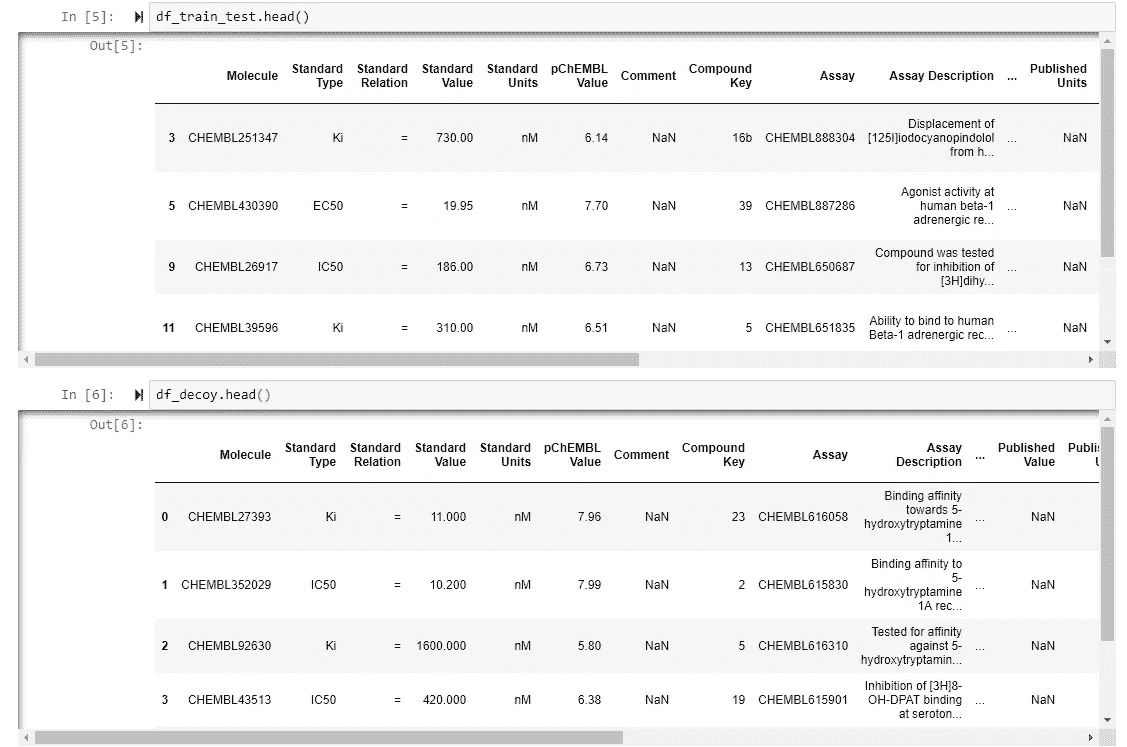 In [5]: df_train_test.head()
Out[5]:
Molecule Standard Type Standard Relation Standard Value Standard Units pChEMBL Value Comment Compound Key Assay Assay Description ... Published Units
3 CHEMBL251347 Ki = 730.00 nM 6.14 NaN 16b CHEMBL888304 Displacement of [125I]iodocyanopindolol from h... ... NaN
5 CHEMBL430390 EC50 = 19.95 nM 7.70 NaN 39 CHEMBL887286 Agonist activity at human beta-1 adrenergic re... ... NaN
9 CHEMBL26917 IC50 = 186.00 nM 6.73 NaN 13 CHEMBL650687 Compound was tested for inhibition of [3H]dihy... ... NaN
11 CHEMBL39596 Ki = 310.00 nM 6.51 NaN 5 CHEMBL651835 Ability to bind to human Beta-1 adrenergic rec... ... NaN
In [6]: df_decoy.head()
Out[6]:
Molecule Standard Type Standard Relation Standard Value Standard Units pChEMBL Value Comment Compound Key Assay Assay Description ... Published Value
0 CHEMBL27393 Ki = 11.000 nM 7.96 NaN 23 CHEMBL616058 Binding affinity towards 5-hydroxytryptamine 1... ... NaN
1 CHEMBL352029 IC50 = 10.200 nM 7.99 NaN 2 CHEMBL615830 Binding affinity to 5-hydroxytryptamine 1A rec... ... NaN
2 CHEMBL92630 Ki = 1600.000 nM 5.80 NaN 5 CHEMBL616310 Tested for affinity against 5-hydroxytryptamin... ... NaN
3 CHEMBL43513 IC50 = 420.000 nM 6.38 NaN 19 CHEMBL615901 Inhibition of [3H]8-OH-DPAT binding at seroton... ... NaN